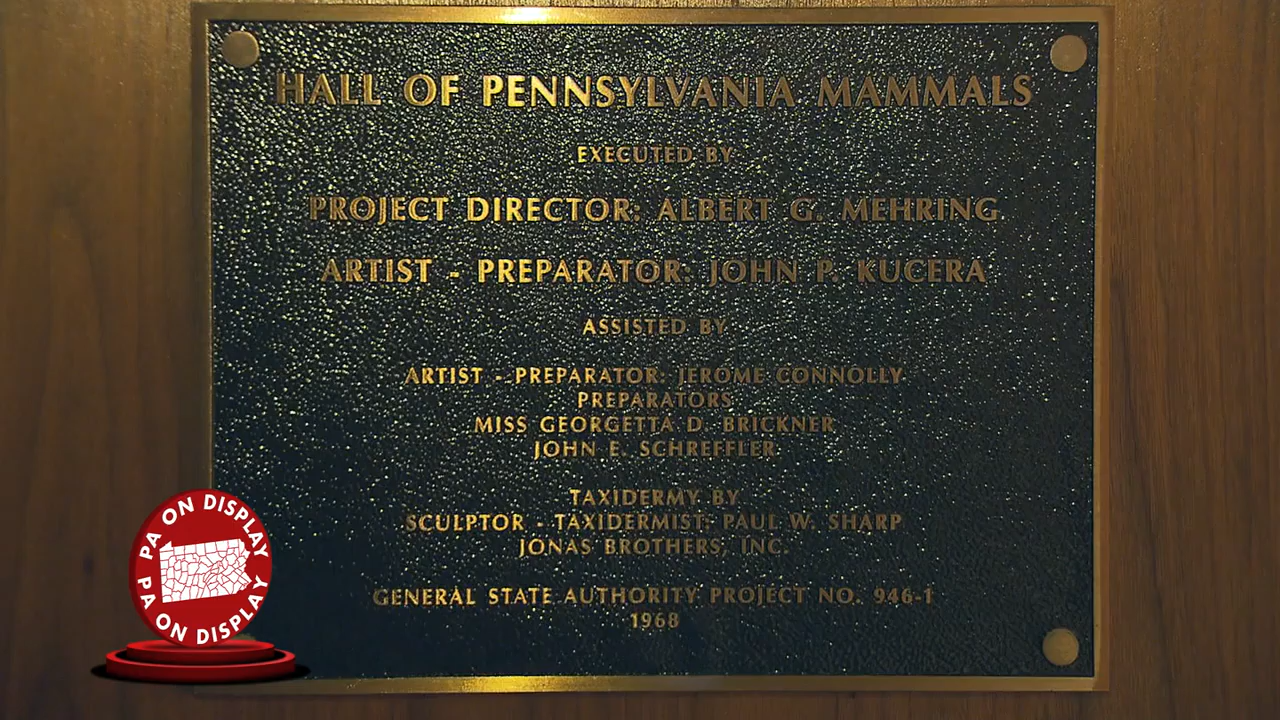 HALL OF PENNSYLVANIA MAMMALS
EXECUTED BY
PROJECT DIRECTOR: ALBERT G. MEHRING
ARTIST - PREPARATOR: JOHN P. KUCERA
ASSISTED BY
ARTIST - PREPARATOR: JEROME CONNOLLY
PREPARATORS
MISS GEORGETTA D. BRICKNER
JOHN E. SCHREFFLER
TAXIDERMY BY
SCULPTOR - TAXIDERMIST: PAUL W. SHARP
JONAS BROTHERS, INC.
GENERAL STATE AUTHORITY PROJECT NO. 946-1
1968
PA ON DISPLAY
PA ON DISPLAY